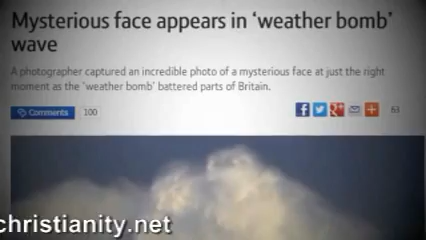 Mysterious face appears in ‘weather bomb’
wave
A photographer captured an incredible photo of a mysterious face at just the right
moment as the ‘weather bomb’ battered parts of Britain.
Comments 100 63
christianity.net